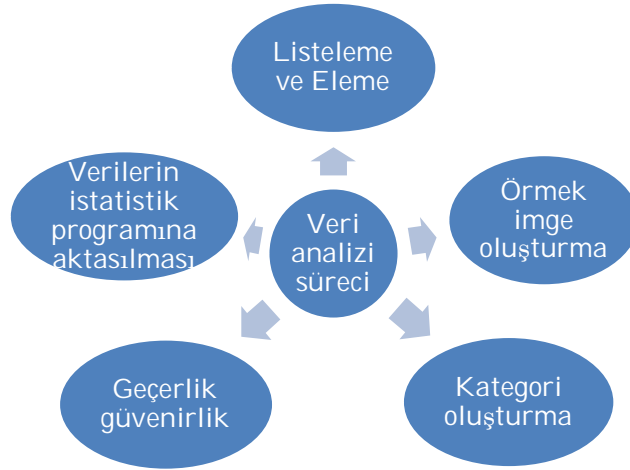 Listeleme
ve Eleme
Verilerin
istatistik
programına
aktasılması
Veri
analizi
süreci
Örmek
imge
oluşturma
Geçerlik
güvenirlik
Kategori
oluşturma